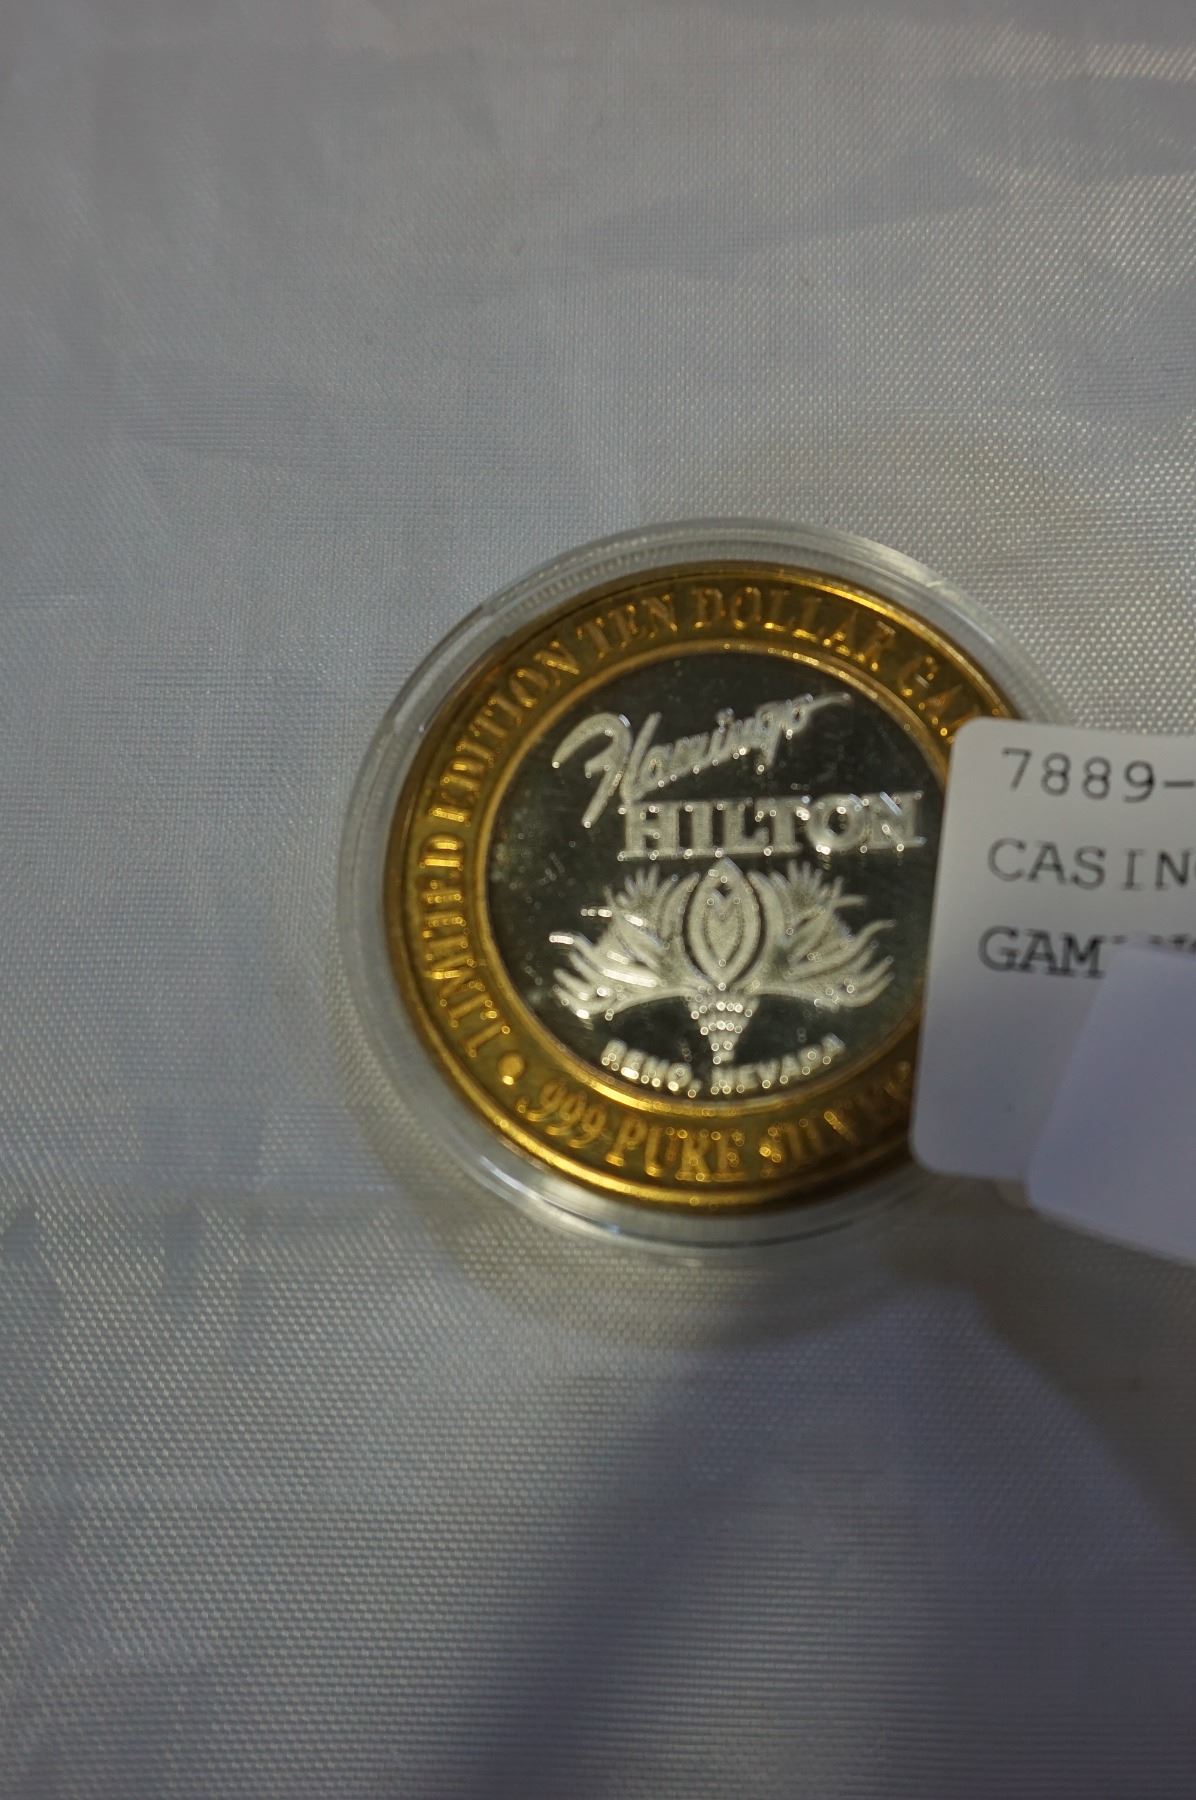 LIMITED EDITION TEN DOLLAR GA
Flamingo
HILTON
RENO, NEVADA
.999 PURE SILVER
7889-
CASIN
GAM